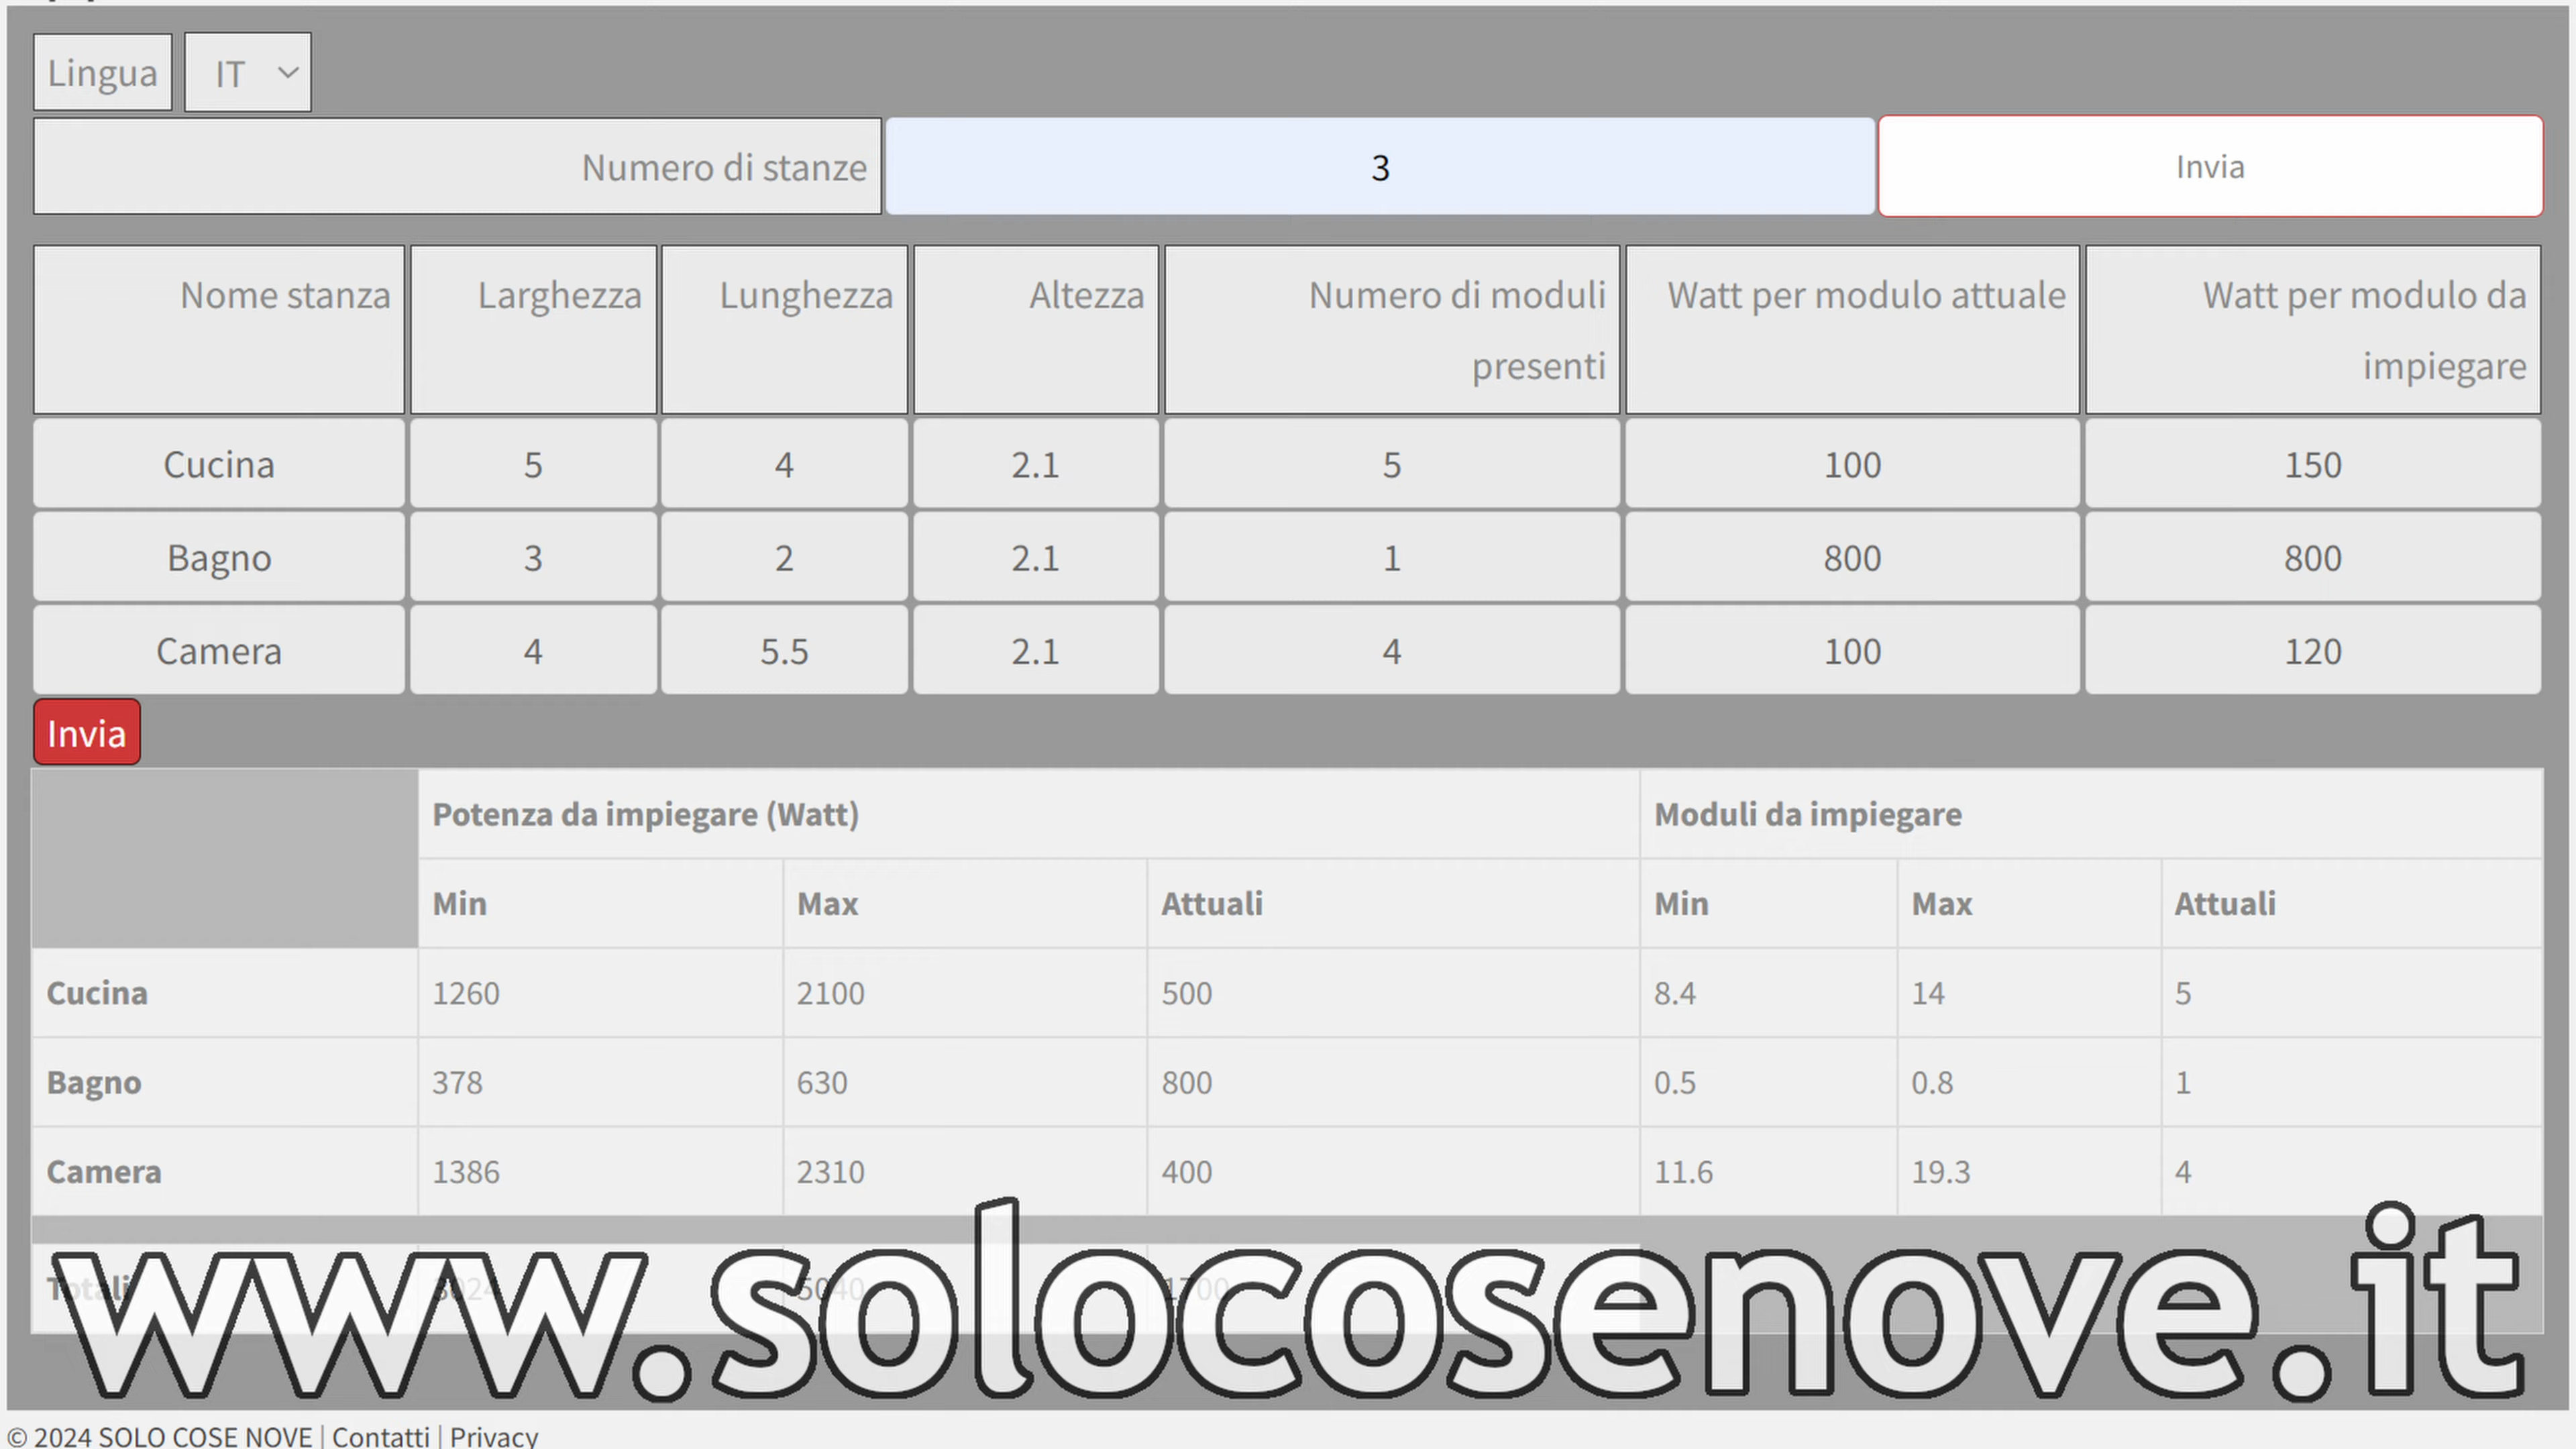 Lingua IT
Numero di stanze 3 Invia
Nome stanza Larghezza Lunghezza Altezza Numero di moduli presenti Watt per modulo attuale Watt per modulo da impiegare
Cucina 5 4 2.1 5 100 150
Bagno 3 2 2.1 1 800 800
Camera 4 5.5 2.1 4 100 120
Invia
Potenza da impiegare (Watt) Moduli da impiegare
Min Max Attuali Min Max Attuali
Cucina 1260 2100 500 8.4 14 5
Bagno 378 630 800 0.5 0.8 1
Camera 1386 2310 400 11.6 19.3 4
Totali 3024 5040 1700
www.solocosenove.it
© 2024 SOLO COSE NOVE | Contatti | Privacy